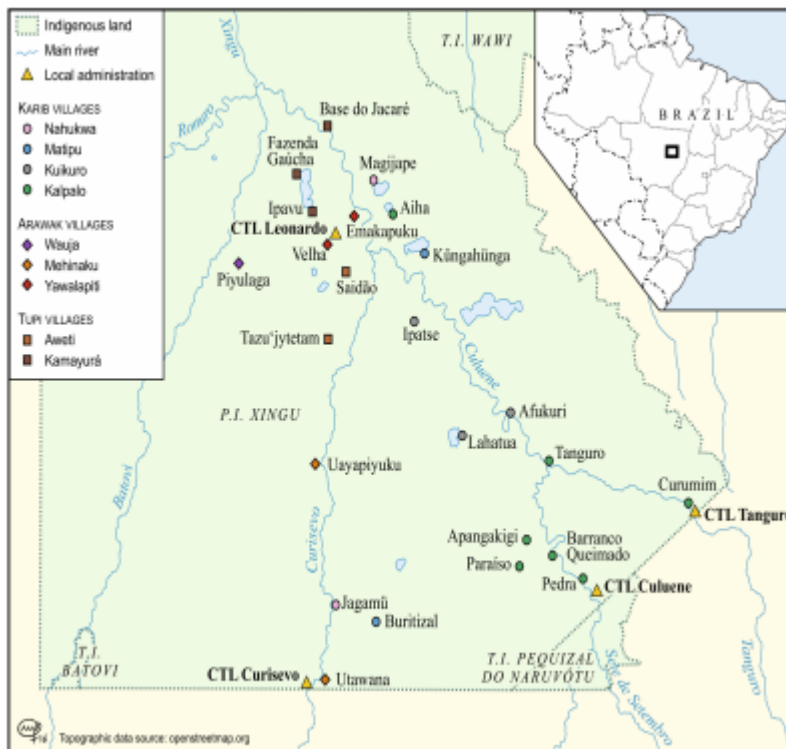 Indigenous land
Main river
Local administration
KARIB VILLAGES
Nahukwa
Matipu
Kuikuro
Kalpalo
ARAWAK VILLAGES
Wauja
Mehinaku
Yawalapiti
TUPI VILLAGES
Aweti
Kamayurá
Xingu
T.I. WAWI
BRAZIL
Ronuro
Base do Jacaré
Fazenda
Gaúcha
Magijape
Ipavu
Aiha
CTL Leonardo
Emakapuku
Velha
Kûngahünga
Piyulaga
Saidão
Ipatse
Tazu'jytetam
Culuene
P.I. XINGU
Afukuri
Lahatua
Tanguro
Uayapiyuku
Batovi
Curumim
CTL Tanguro
Curisevo
Apangakigi
Barranco
Queimado
Paraíso
Pedra
CTL Culuene
Jagamü
Buritizal
T.I.
BATOVI
T.I. PEQUIZAL
DO NARUVÔTU
Tanguro
Sete de Setembro
CTL Curisevo
Utawana
Topographic data source: openstreetmap.org